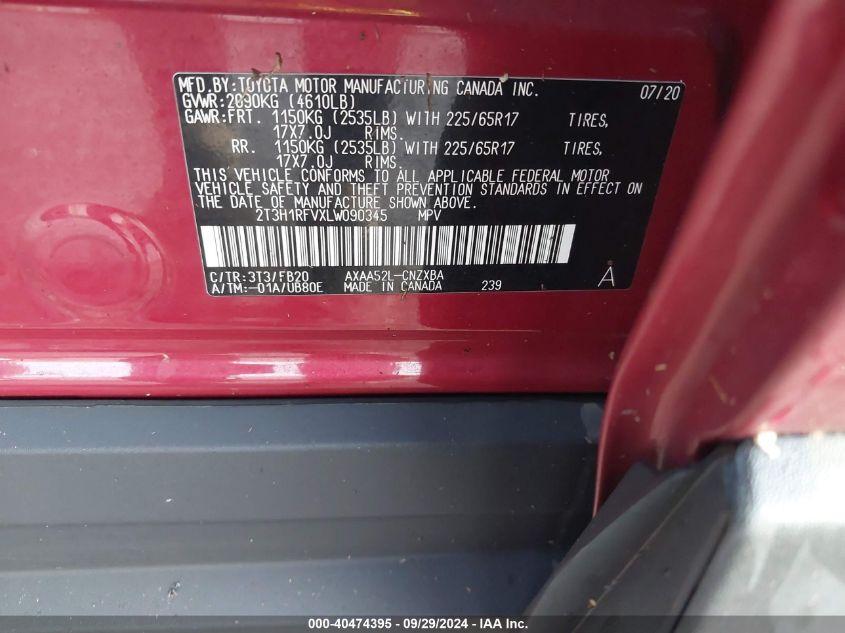 MFD. BY: TOYOTA MOTOR MANUFACTURING CANADA INC. 07/20
GVWR: 2090KG (4610LB)
GAWR: FRT. 1150KG (2535LB) WITH 225/65R17 TIRES,
17X7.0J RIMS.
RR. 1150KG (2535LB) WITH 225/65R17 TIRES,
17X7.0J RIMS.
THIS VEHICLE CONFORMS TO ALL APPLICABLE FEDERAL MOTOR
VEHICLE SAFETY AND THEFT PREVENTION STANDARDS IN EFFECT ON
THE DATE OF MANUFACTURE SHOWN ABOVE.
2T3H1RFVXLW090345 MPV
C/TR: 3T3/FB20 AXAA52L-CNZXBA A
A/TM: -01A/UB80E MADE IN CANADA 239
000-40474395 - 09/29/2024 - IAA Inc.